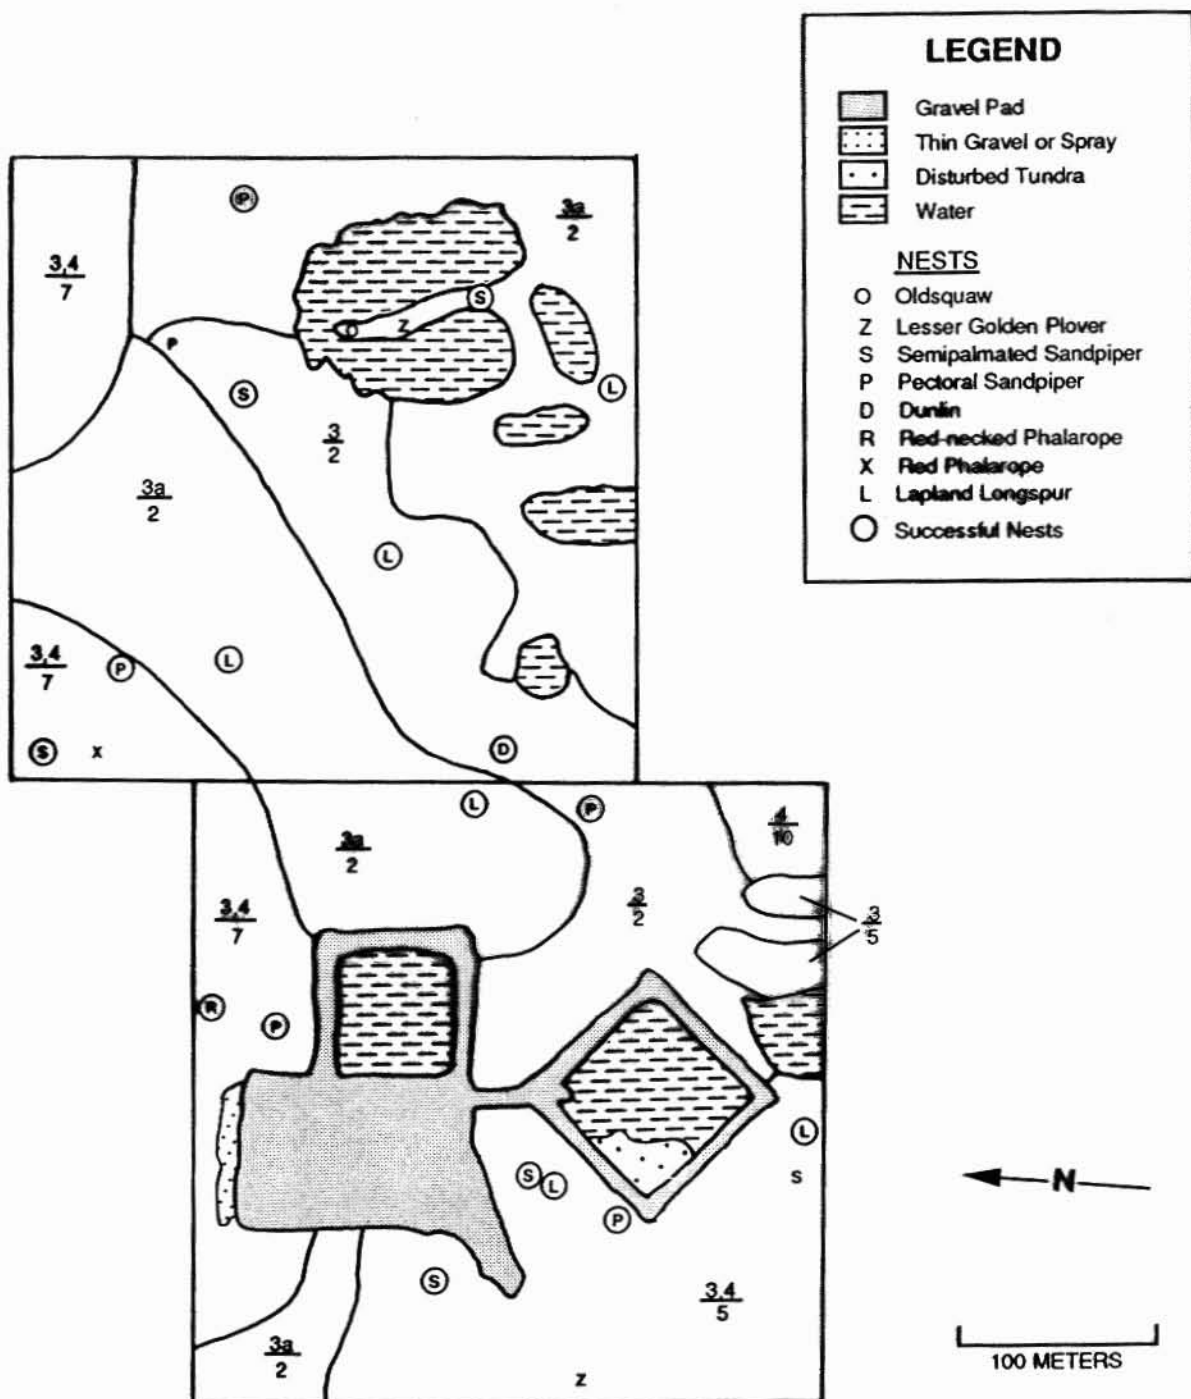 LEGEND
Gravel Pad
Thin Gravel or Spray
Disturbed Tundra
Water
NESTS
O Oldsquaw
Z Lesser Golden Plover
S Semipalmated Sandpiper
P Pectoral Sandpiper
D Dunlin
R Red-necked Phalarope
X Red Phalarope
L Lapland Longspur
Successful Nests
P
3a
2
3,4
7
S
O
Z
P
S
L
3
2
3a
2
L
3,4
7
P
L
S
X
D
L
P
4
10
3a
2
3,4
7
3
2
3
5
R
P
L
S
L
S
P
S
3,4
5
3a
2
Z
N
100 METERS